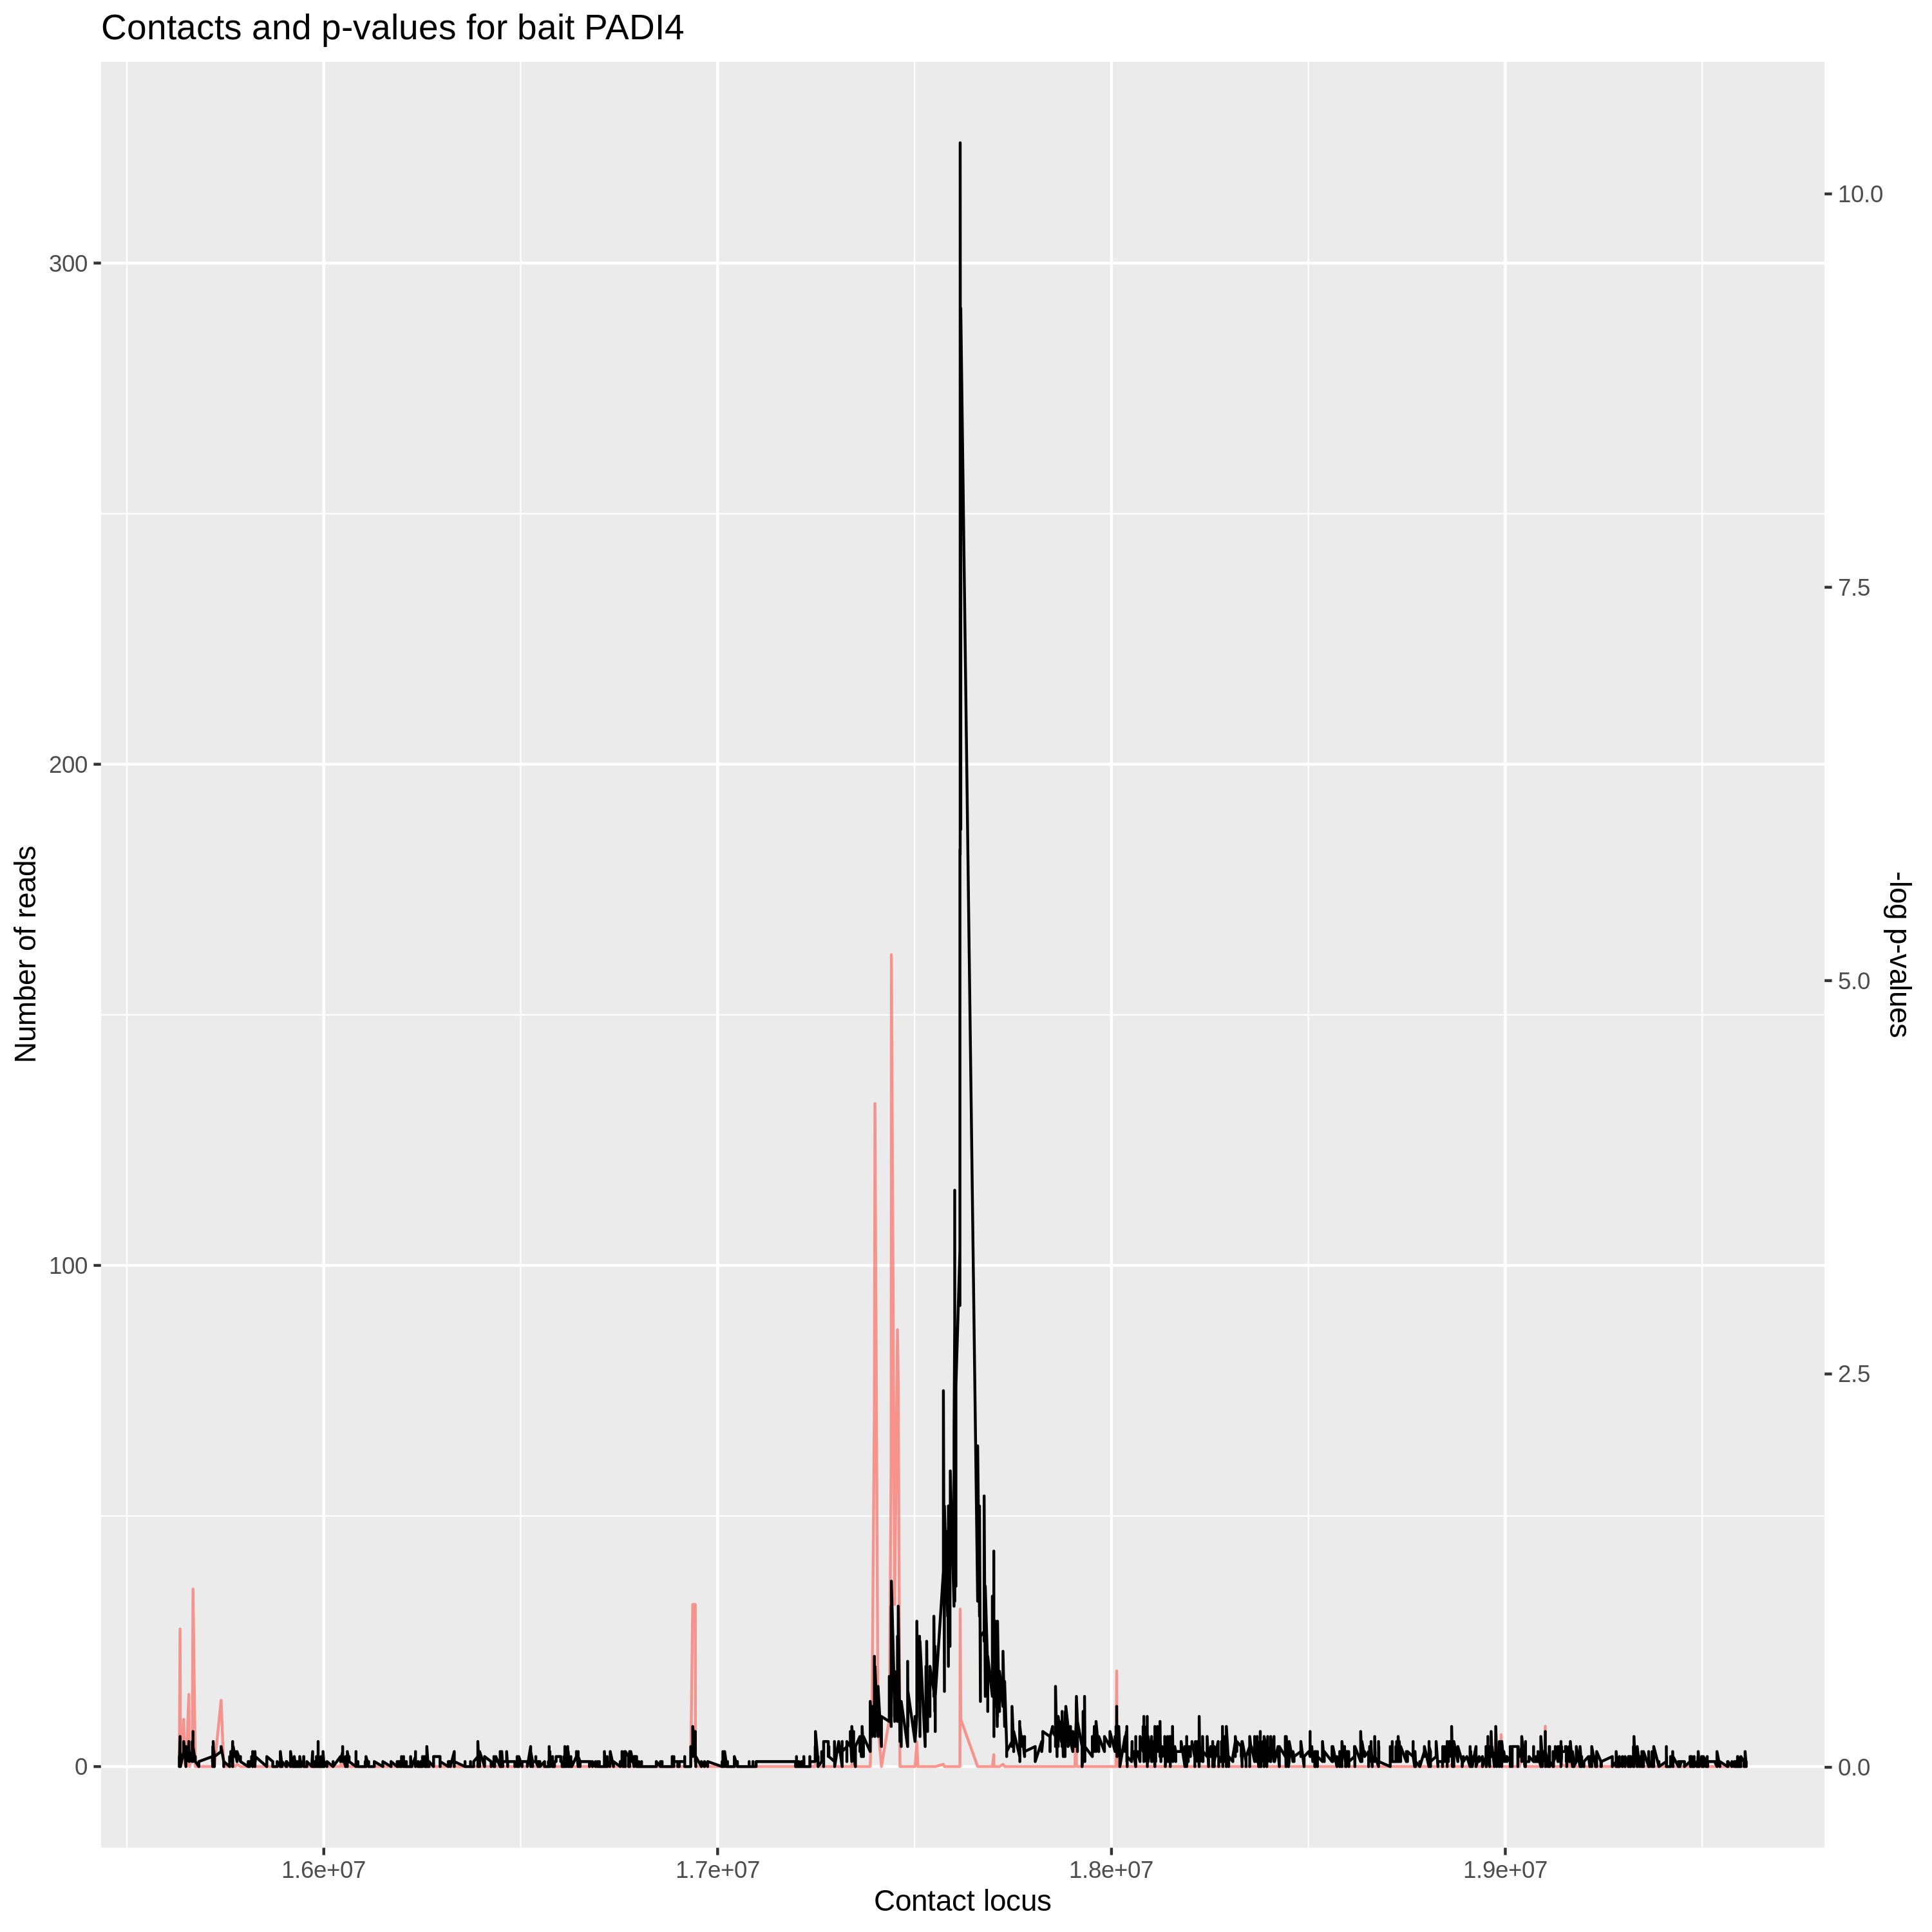 Contacts and p-values for bait PADI4
Number of reads
300
200
100
0
10.0
7.5
5.0
2.5
0.0
-log p-values
1.6e+07
1.7e+07
1.8e+07
1.9e+07
Contact locus